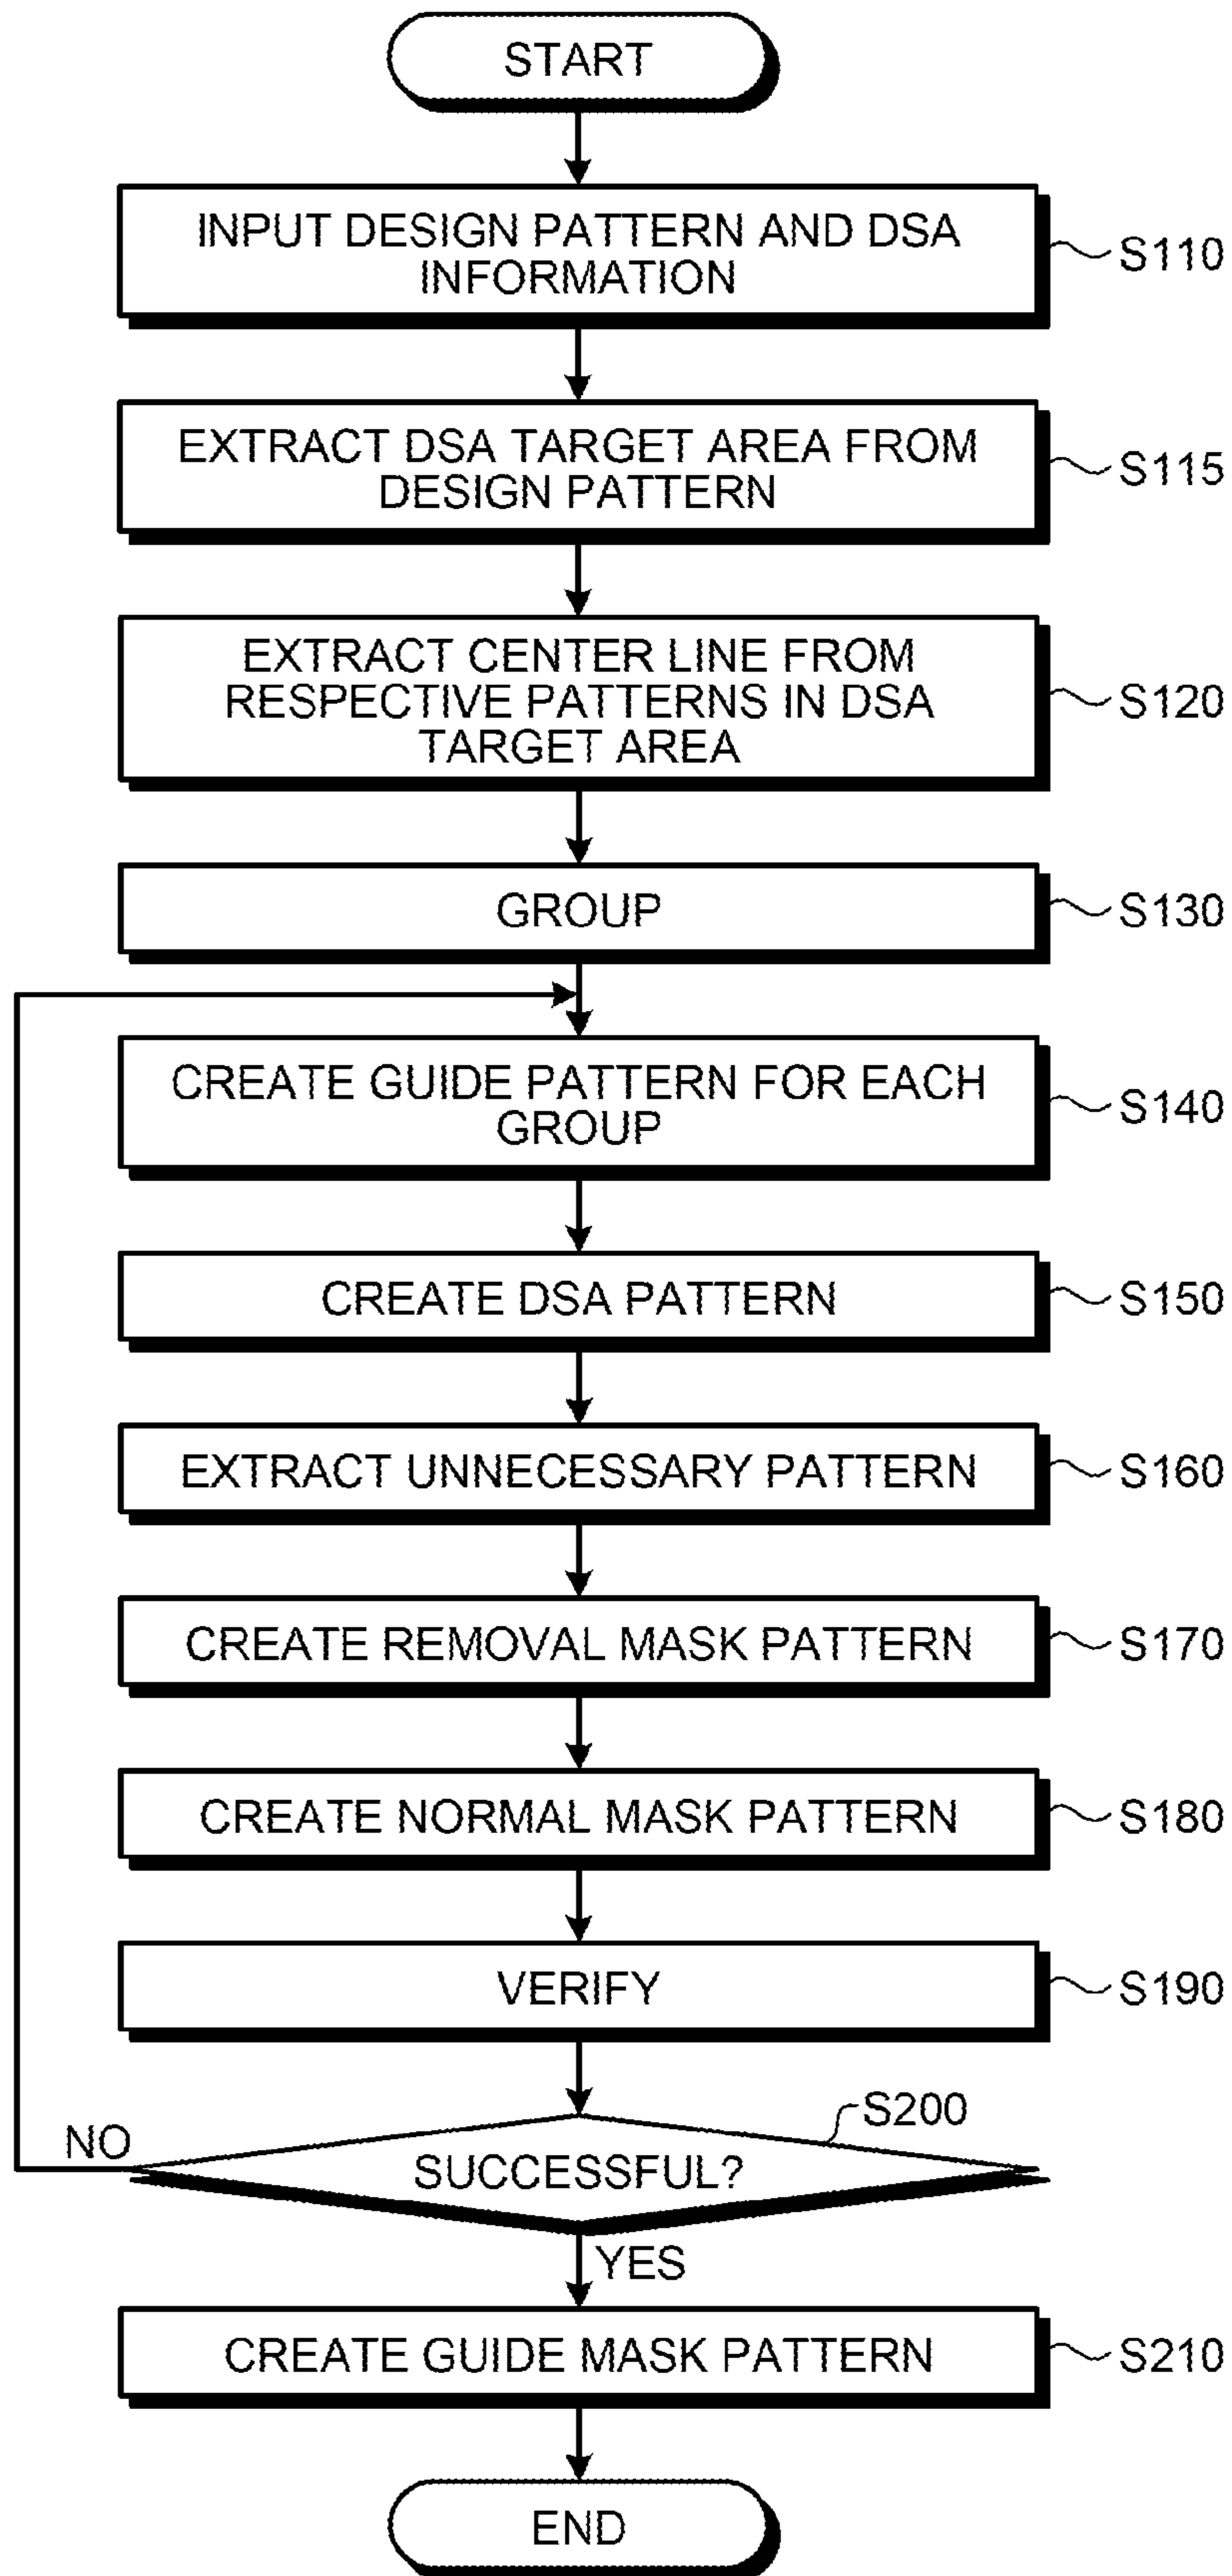 START
INPUT DESIGN PATTERN AND DSA
INFORMATION
S110
EXTRACT DSA TARGET AREA FROM
DESIGN PATTERN
S115
EXTRACT CENTER LINE FROM
RESPECTIVE PATTERNS IN DSA
TARGET AREA
S120
GROUP
S130
CREATE GUIDE PATTERN FOR EACH
GROUP
S140
CREATE DSA PATTERN
S150
EXTRACT UNNECESSARY PATTERN
S160
CREATE REMOVAL MASK PATTERN
S170
CREATE NORMAL MASK PATTERN
S180
VERIFY
S190
S200
NO
SUCCESSFUL?
YES
CREATE GUIDE MASK PATTERN
S210
END